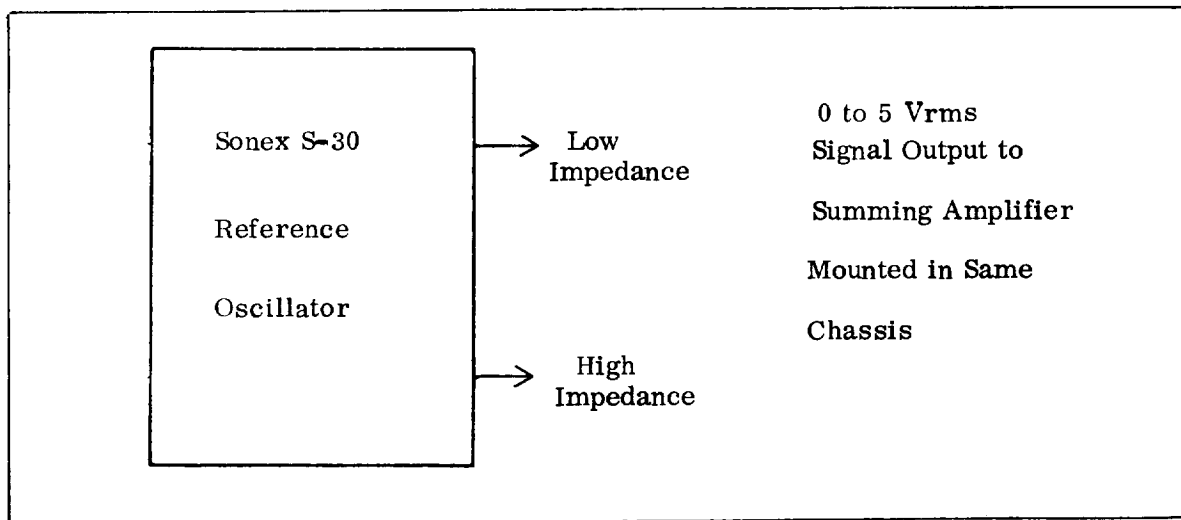 Sonex S-30
Reference
Oscillator
Low
Impedance
High
Impedance
0 to 5 Vrms
Signal Output to
Summing Amplifier
Mounted in Same
Chassis